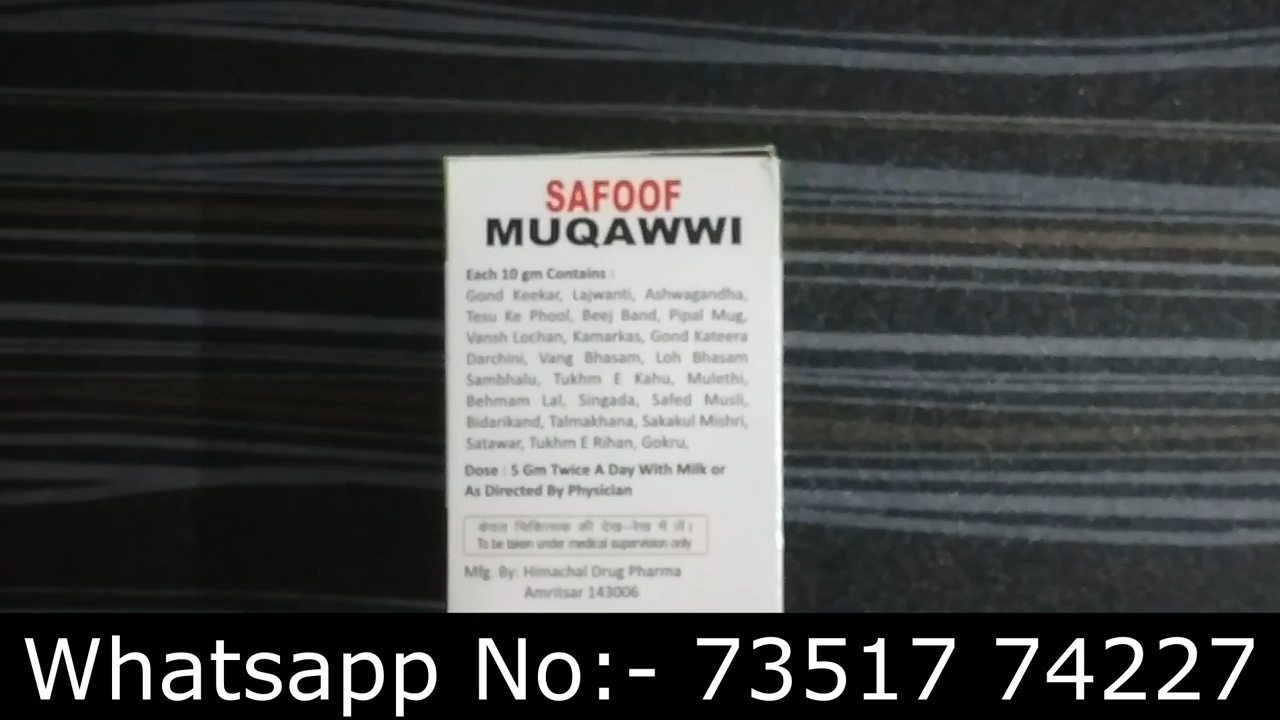 SAFOOF
MUQAWWI
Each 10 gm Contains :
Gond Keekar, Lajwanti, Ashwagandha,
Tesu Ke Phool, Beej Band, Pipal Mug,
Vansh Lochan, Kamarkas, Gond Kateera
Darchini, Vang Bhasam, Loh Bhasam
Sambhalu, Tukhm E Kahu, Mulethi,
Behmam Lal, Singada, Safed Musli,
Bidarikand, Talmakhana, Sakakul Mishri,
Satawar, Tukhm E Rihan, Gokru,
Dose : 5 Gm Twice A Day With Milk or
As Directed By Physician
केवल चिकित्सक की देख-रेख में लें।
To be taken under medical supervision only
Mfg. By: Himachal Drug Pharma
Amritsar 143006
Whatsapp No:- 73517 74227